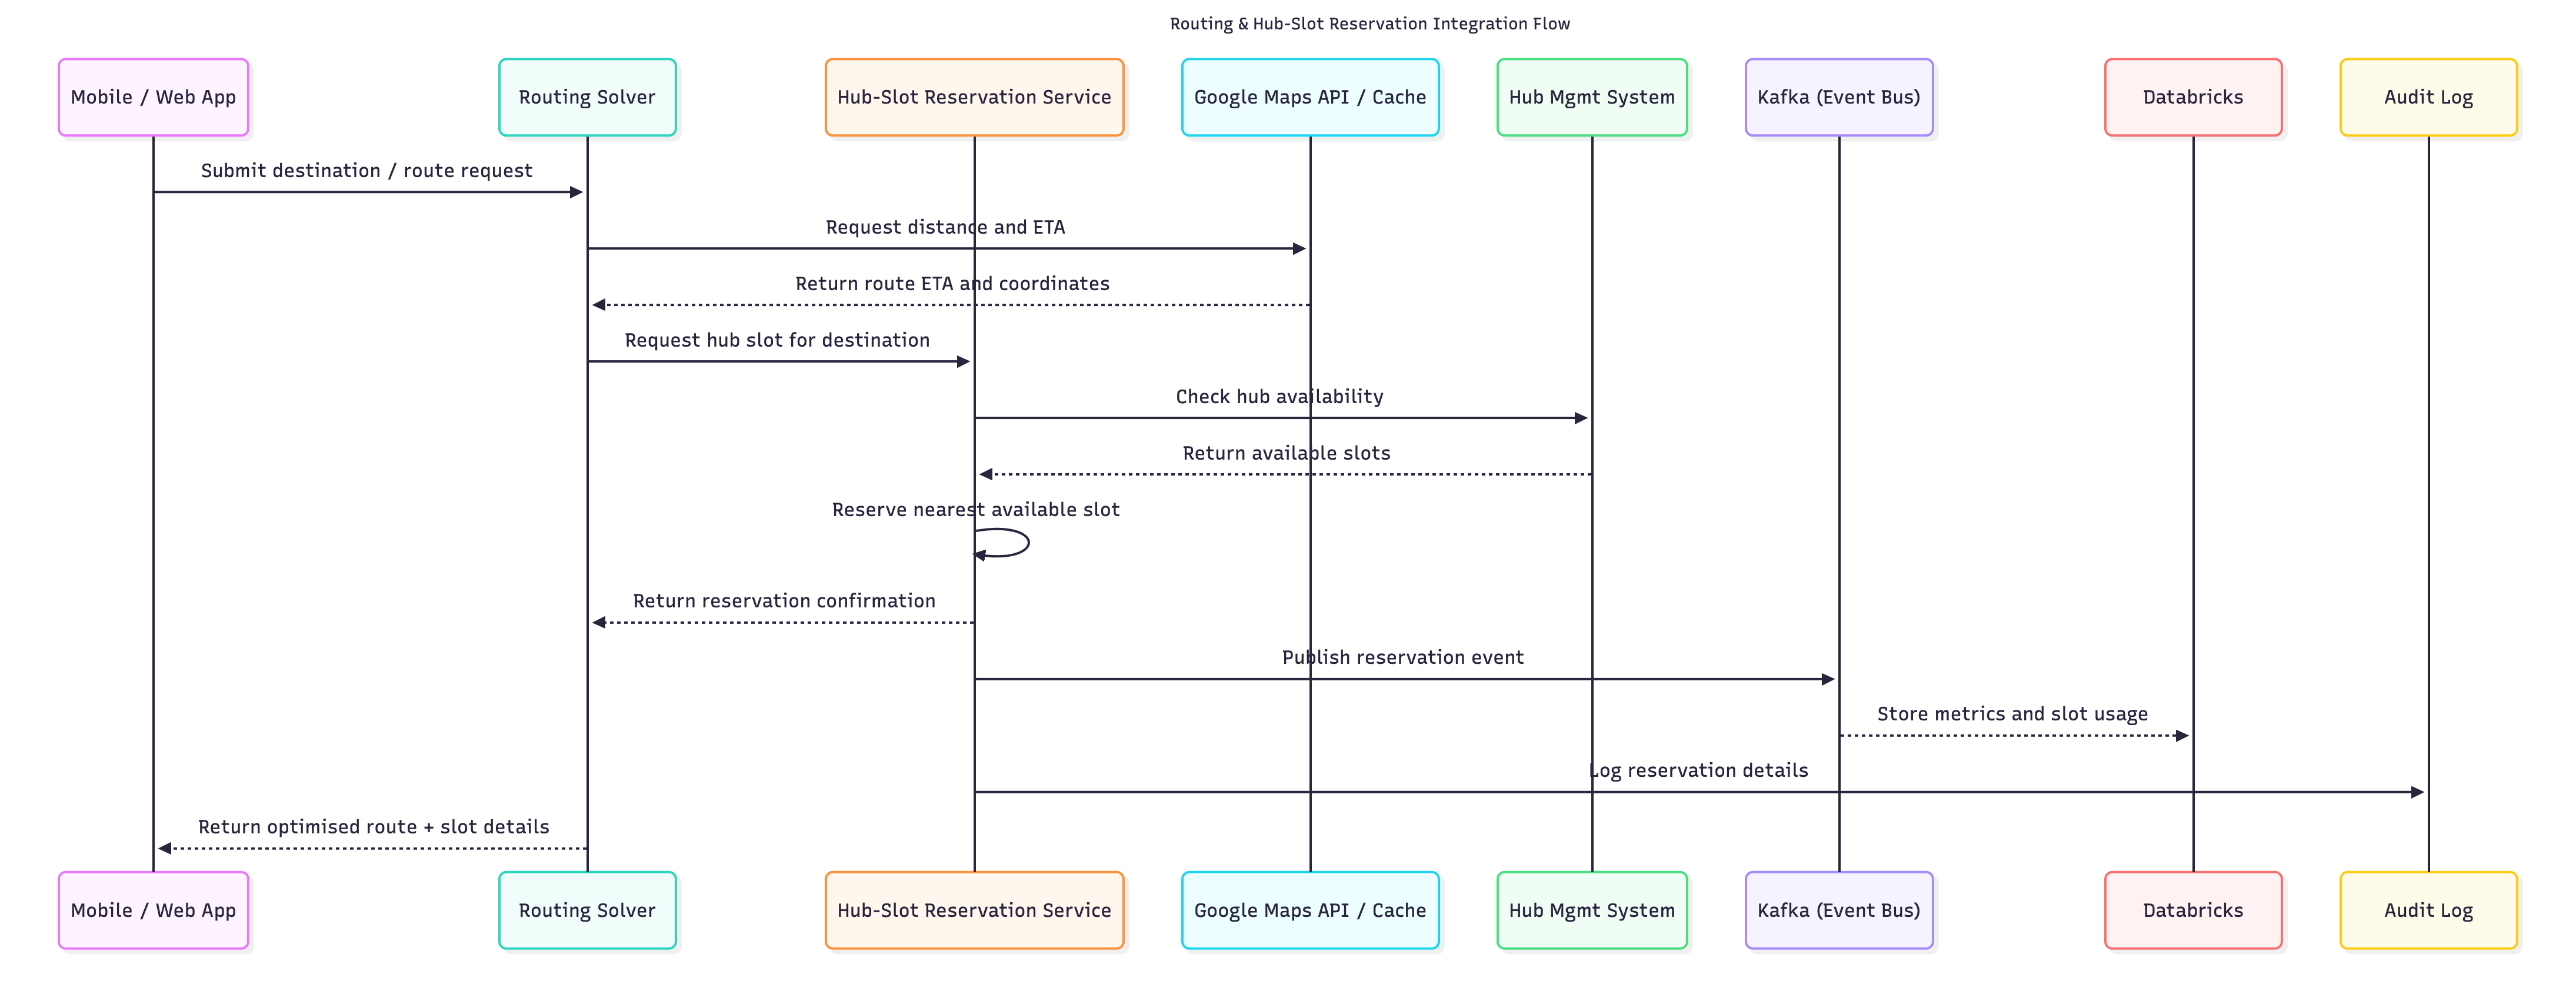 Routing & Hub-Slot Reservation Integration Flow
Mobile / Web App
Routing Solver
Hub-Slot Reservation Service
Google Maps API / Cache
Hub Mgmt System
Kafka (Event Bus)
Databricks
Audit Log
Submit destination / route request
Request distance and ETA
Return route ETA and coordinates
Request hub slot for destination
Check hub availability
Return available slots
Reserve nearest available slot
Return reservation confirmation
Publish reservation event
Store metrics and slot usage
Log reservation details
Return optimised route + slot details
Mobile / Web App
Routing Solver
Hub-Slot Reservation Service
Google Maps API / Cache
Hub Mgmt System
Kafka (Event Bus)
Databricks
Audit Log